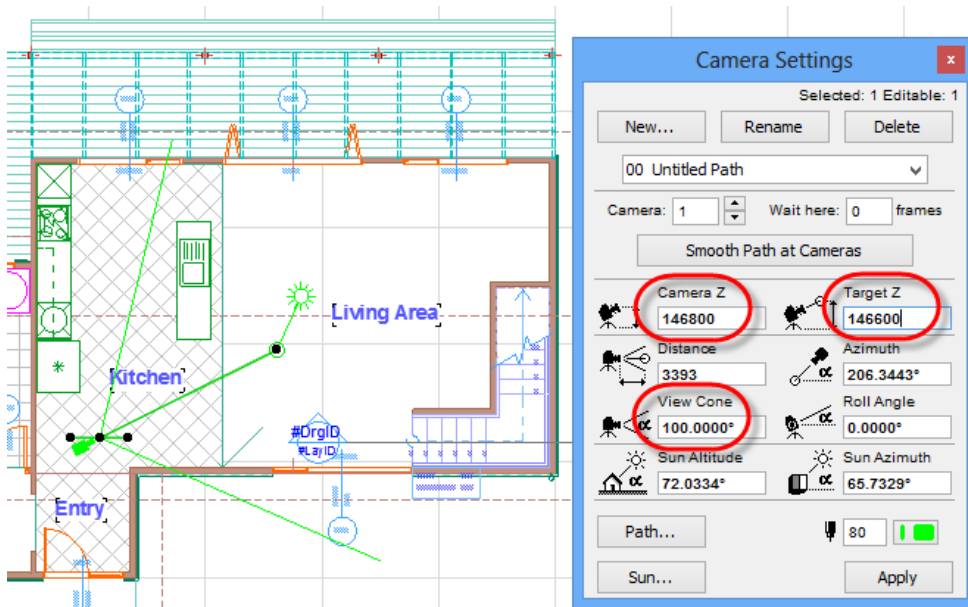 Living Area
Kitchen
#DrgID
#LayID
Entry
Camera Settings
x
Selected: 1 Editable: 1
New... Rename Delete
00 Untitled Path
Camera: 1 Wait here: 0 frames
Smooth Path at Cameras
Camera Z Target Z
146800 146600
Distance Azimuth
3393 α 206.3443°
View Cone Roll Angle
α 100.0000° α 0.0000°
Sun Altitude Sun Azimuth
α 72.0334° α 65.7329°
Path... 80
Sun... Apply